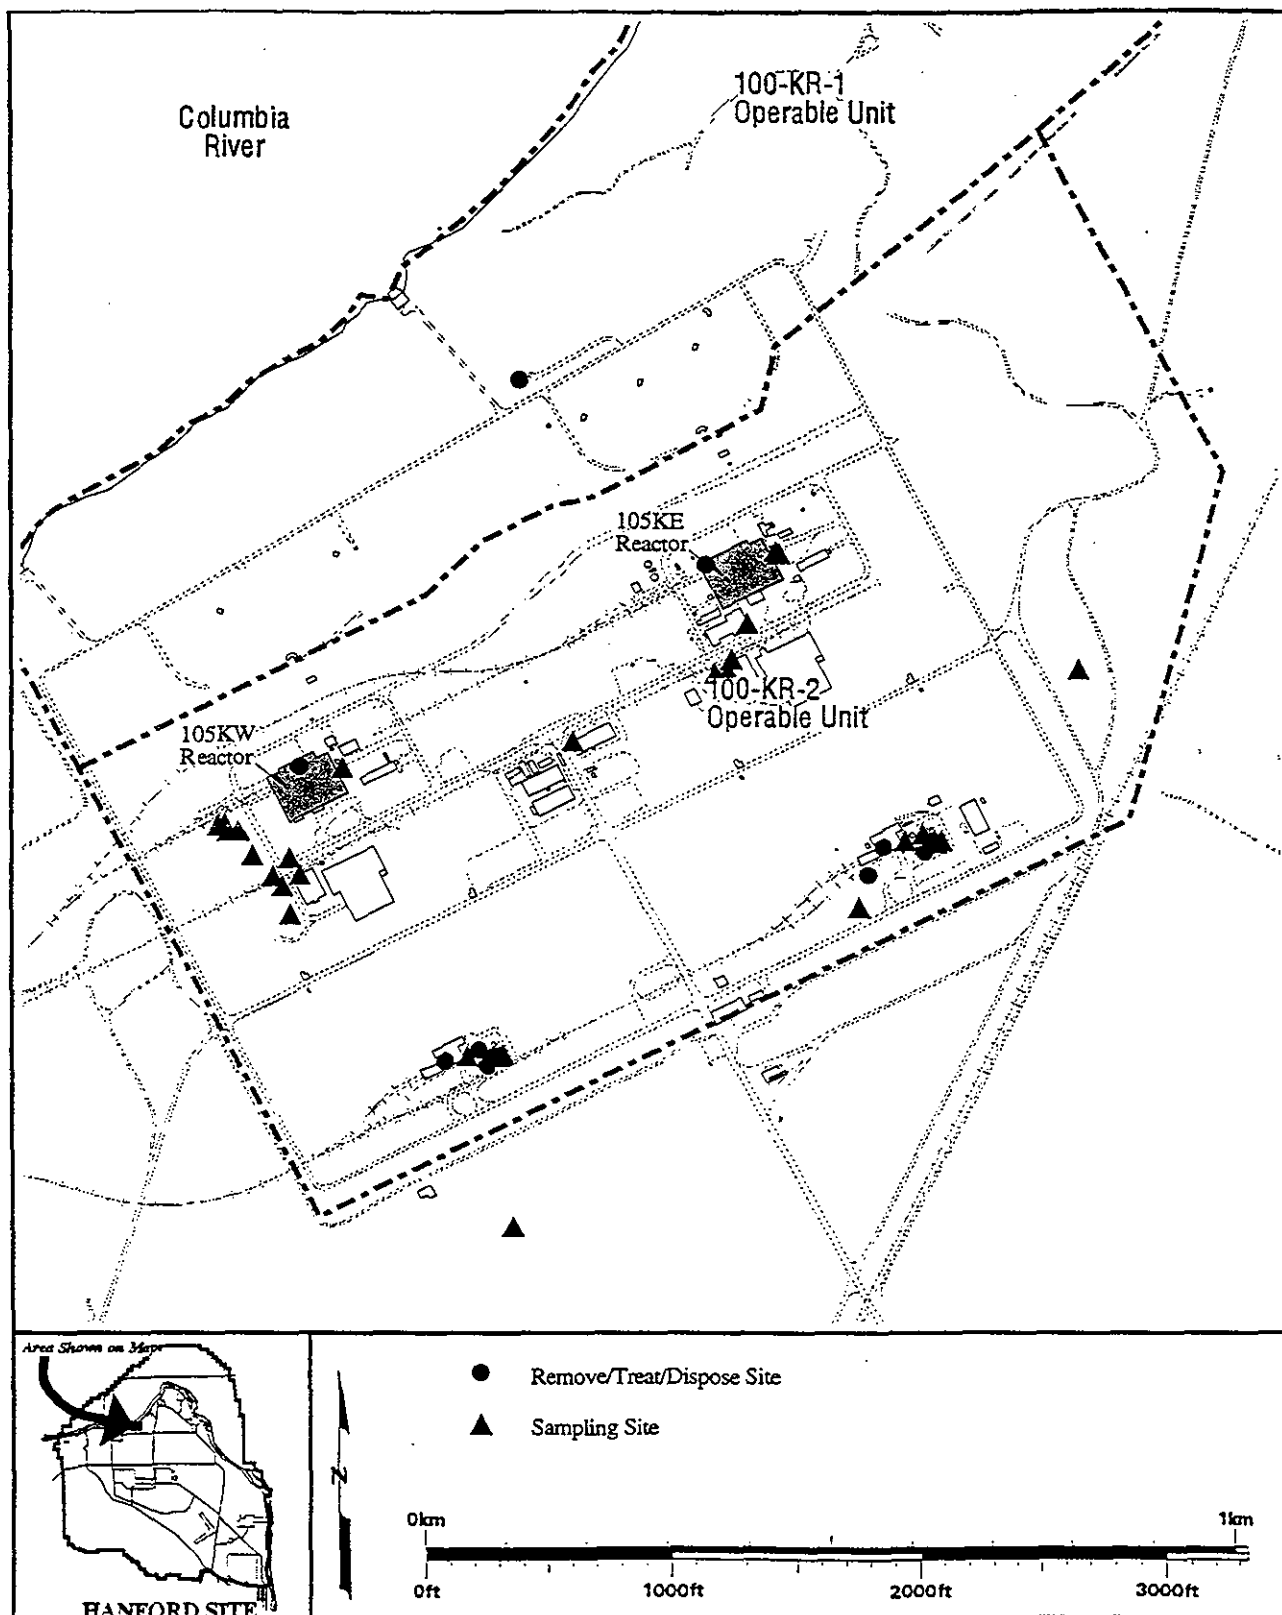 Columbia
River
100-KR-1
Operable Unit
105KE
Reactor
100-KR-2
Operable Unit
105KW
Reactor
Area Shown on Map
HANFORD SITE
N
Remove/Treat/Dispose Site
Sampling Site
0km
1km
0ft
1000ft
2000ft
3000ft